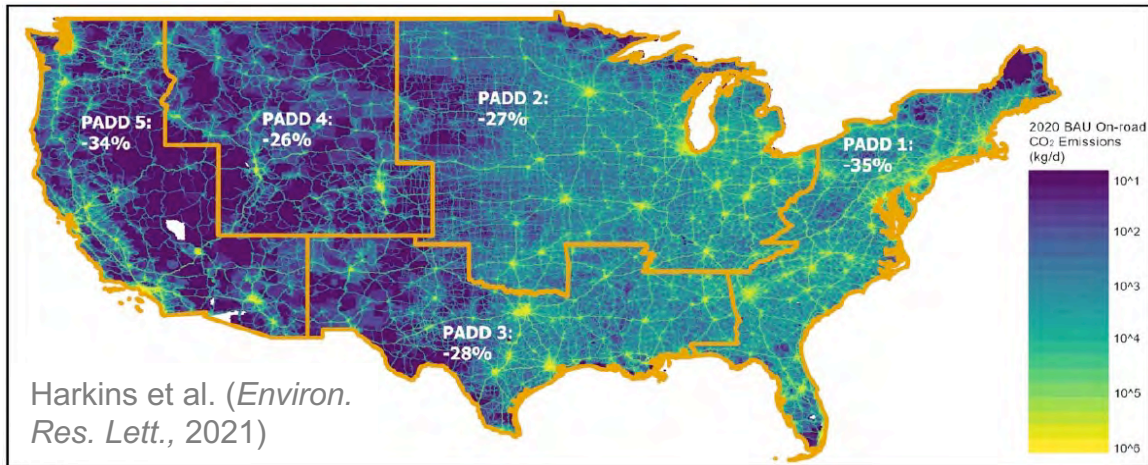 PADD 5:
-34%
PADD 4:
-26%
PADD 2:
-27%
PADD 1:
-35%
PADD 3:
-28%
Harkins et al. (Environ.
Res. Lett., 2021)
2020 BAU On-road
CO₂ Emissions
(kg/d)
10^1
10^2
10^3
10^4
10^5
10^6